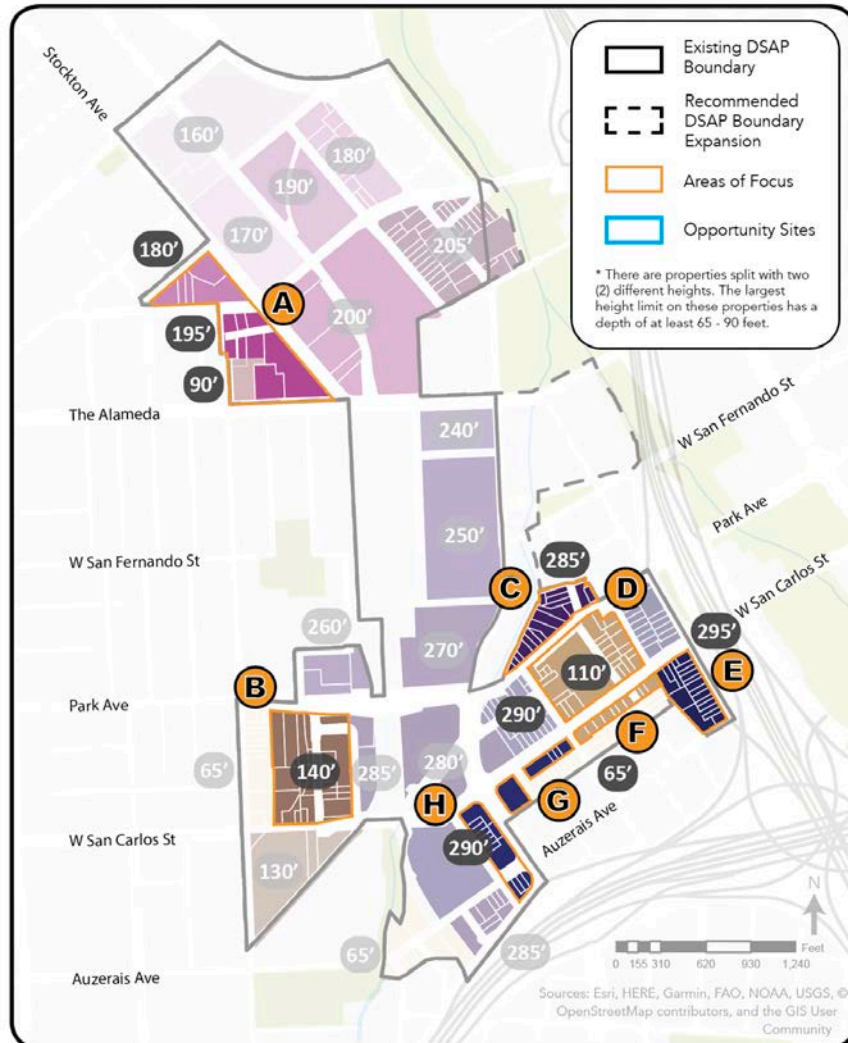 Existing DSAP
Boundary
Recommended
DSAP Boundary
Expansion
Areas of Focus
Opportunity Sites
* There are properties split with two
(2) different heights. The largest
height limit on these properties has a
depth of at least 65 - 90 feet.
Stockton Ave
160'
180'
190'
170'
205'
180'
A
200'
195'
90'
The Alameda
240'
W San Fernando St
Park Ave
250'
W San Fernando St
W San Carlos St
285'
C
D
260'
270'
295'
110'
E
B
Park Ave
290'
F
65'
140'
285'
280'
65'
H
G
Auzerais Ave
W San Carlos St
290'
130'
N
65'
285'
Feet
0 155 310 620 930 1,240
Auzerais Ave
Sources: Esri, HERE, Garmin, FAO, NOAA, USGS, ©
OpenStreetMap contributors, and the GIS User
Community